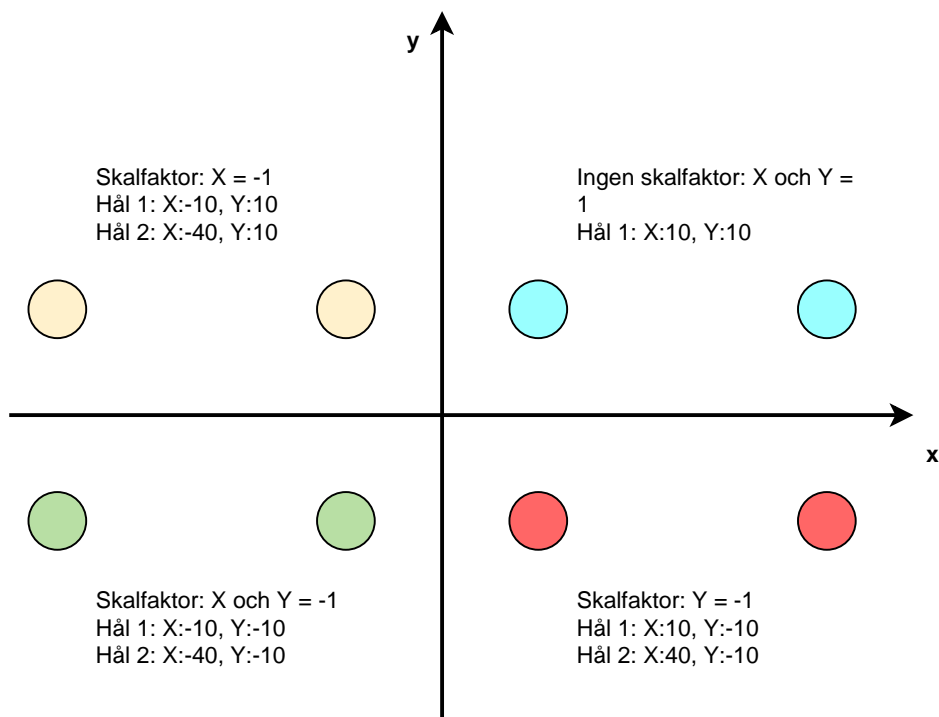 y
Skalfaktor: X = -1
Hål 1: X:-10, Y:10
Hål 2: X:-40, Y:10
Ingen skalfaktor: X och Y =
1
Hål 1: X:10, Y:10
x
Skalfaktor: X och Y = -1
Hål 1: X:-10, Y:-10
Hål 2: X:-40, Y:-10
Skalfaktor: Y = -1
Hål 1: X:10, Y:-10
Hål 2: X:40, Y:-10